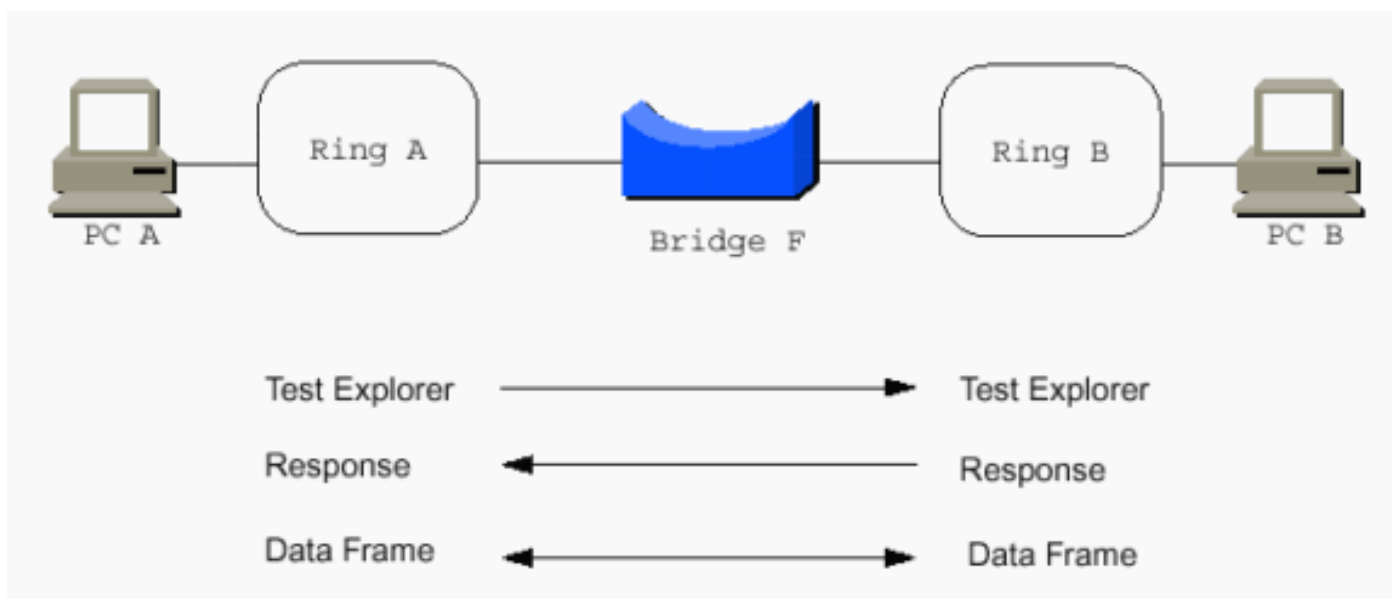 Ring A
Ring B
PC A
Bridge F
PC B
Test Explorer
Test Explorer
Response
Response
Data Frame
Data Frame